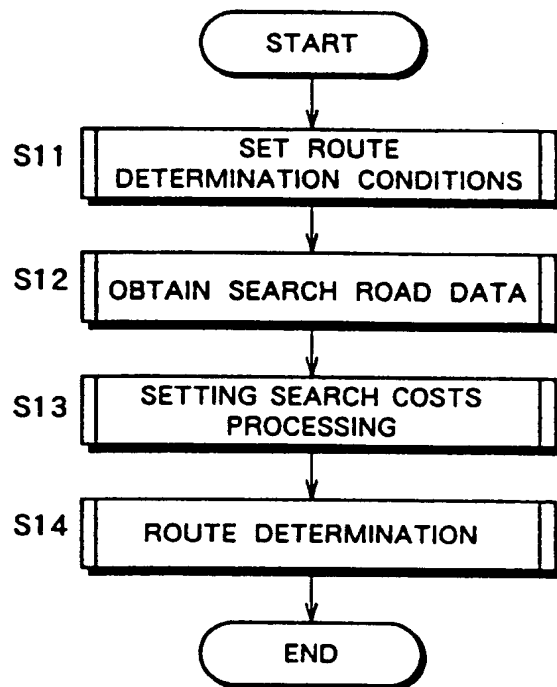 START
S11
SET ROUTE
DETERMINATION CONDITIONS
S12
OBTAIN SEARCH ROAD DATA
S13
SETTING SEARCH COSTS
PROCESSING
S14
ROUTE DETERMINATION
END